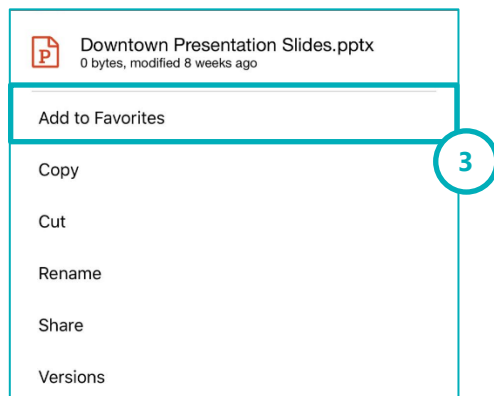 P
Downtown Presentation Slides.pptx
0 bytes, modified 8 weeks ago
Add to Favorites
3
Copy
Cut
Rename
Share
Versions